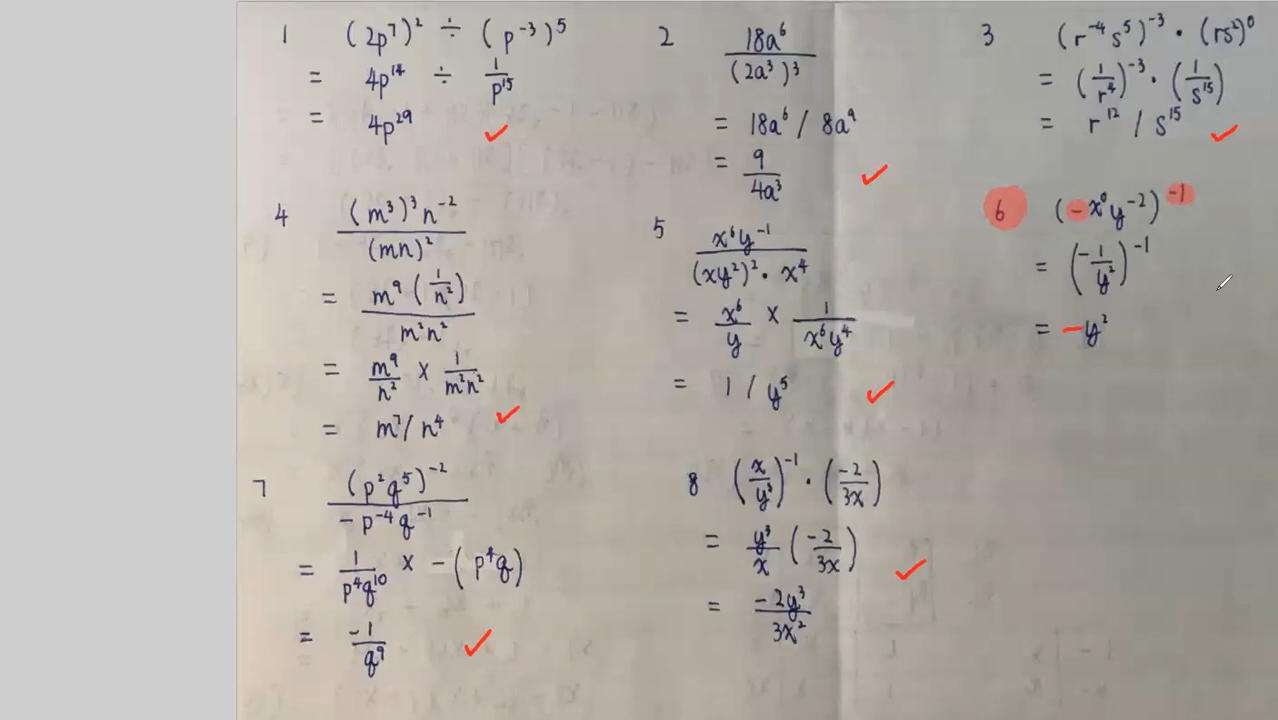 1 (2p⁷)² ÷ (p⁻³)⁵
= 4p¹⁴ ÷ 1/p¹⁵
= 4p²⁹
2 18a⁶/(2a³)³
= 18a⁶ / 8a⁹
= 9/4a³
3 (r⁻⁴s⁵)⁻³ · (rs²)⁰
= (1/r⁴)⁻³ · (1/s¹⁵)
= r¹² / s¹⁵
4 (m³)³n⁻²/(mn)²
= m⁹(1/n²)/m²n²
= m⁹/n² × 1/m²n²
= m⁷/n⁴
5 x⁶y⁻¹/(xy²)² · x⁴
= x⁶/y × 1/x⁶y⁴
= 1 / y⁵
6 (-x⁰y⁻²)⁻¹
= (-1/y²)⁻¹
= -y²
7 (p²q⁵)⁻²/-p⁻⁴q⁻¹
= 1/p⁴q¹⁰ × -(p⁴q)
= -1/q⁹
8 (x/y³)⁻¹ · (-2/3x)
= y³/x (-2/3x)
= -2y³/3x²